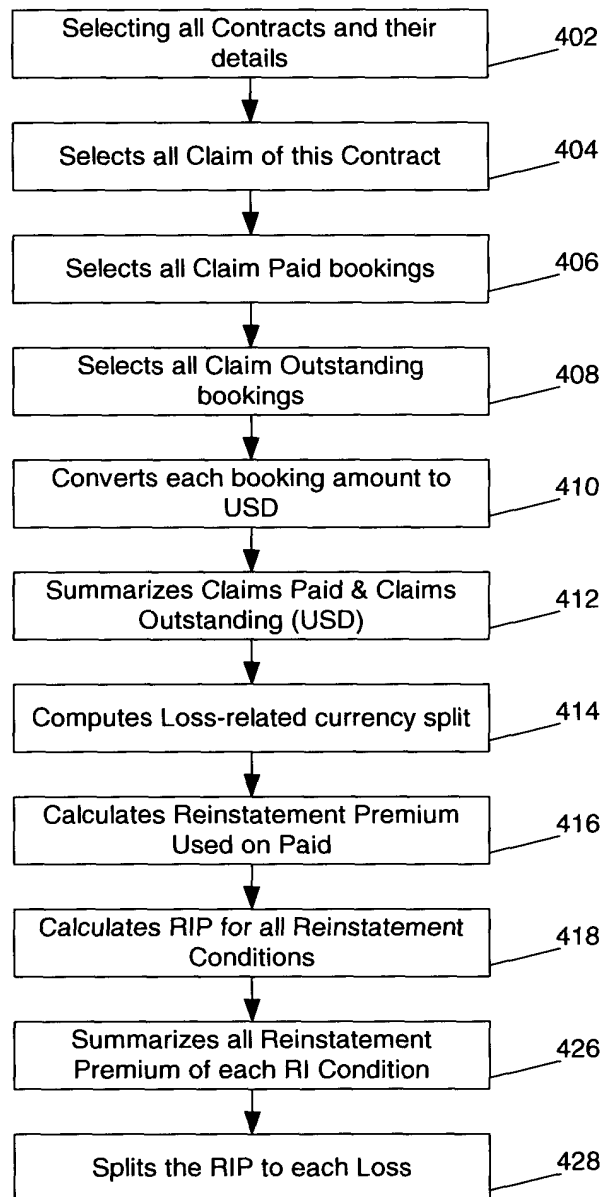 Selecting all Contracts and their
details
402
Selects all Claim of this Contract
404
Selects all Claim Paid bookings
406
Selects all Claim Outstanding
bookings
408
Converts each booking amount to
USD
410
Summarizes Claims Paid & Claims
Outstanding (USD)
412
Computes Loss-related currency split
414
Calculates Reinstatement Premium
Used on Paid
416
Calculates RIP for all Reinstatement
Conditions
418
Summarizes all Reinstatement
Premium of each RI Condition
426
Splits the RIP to each Loss
428